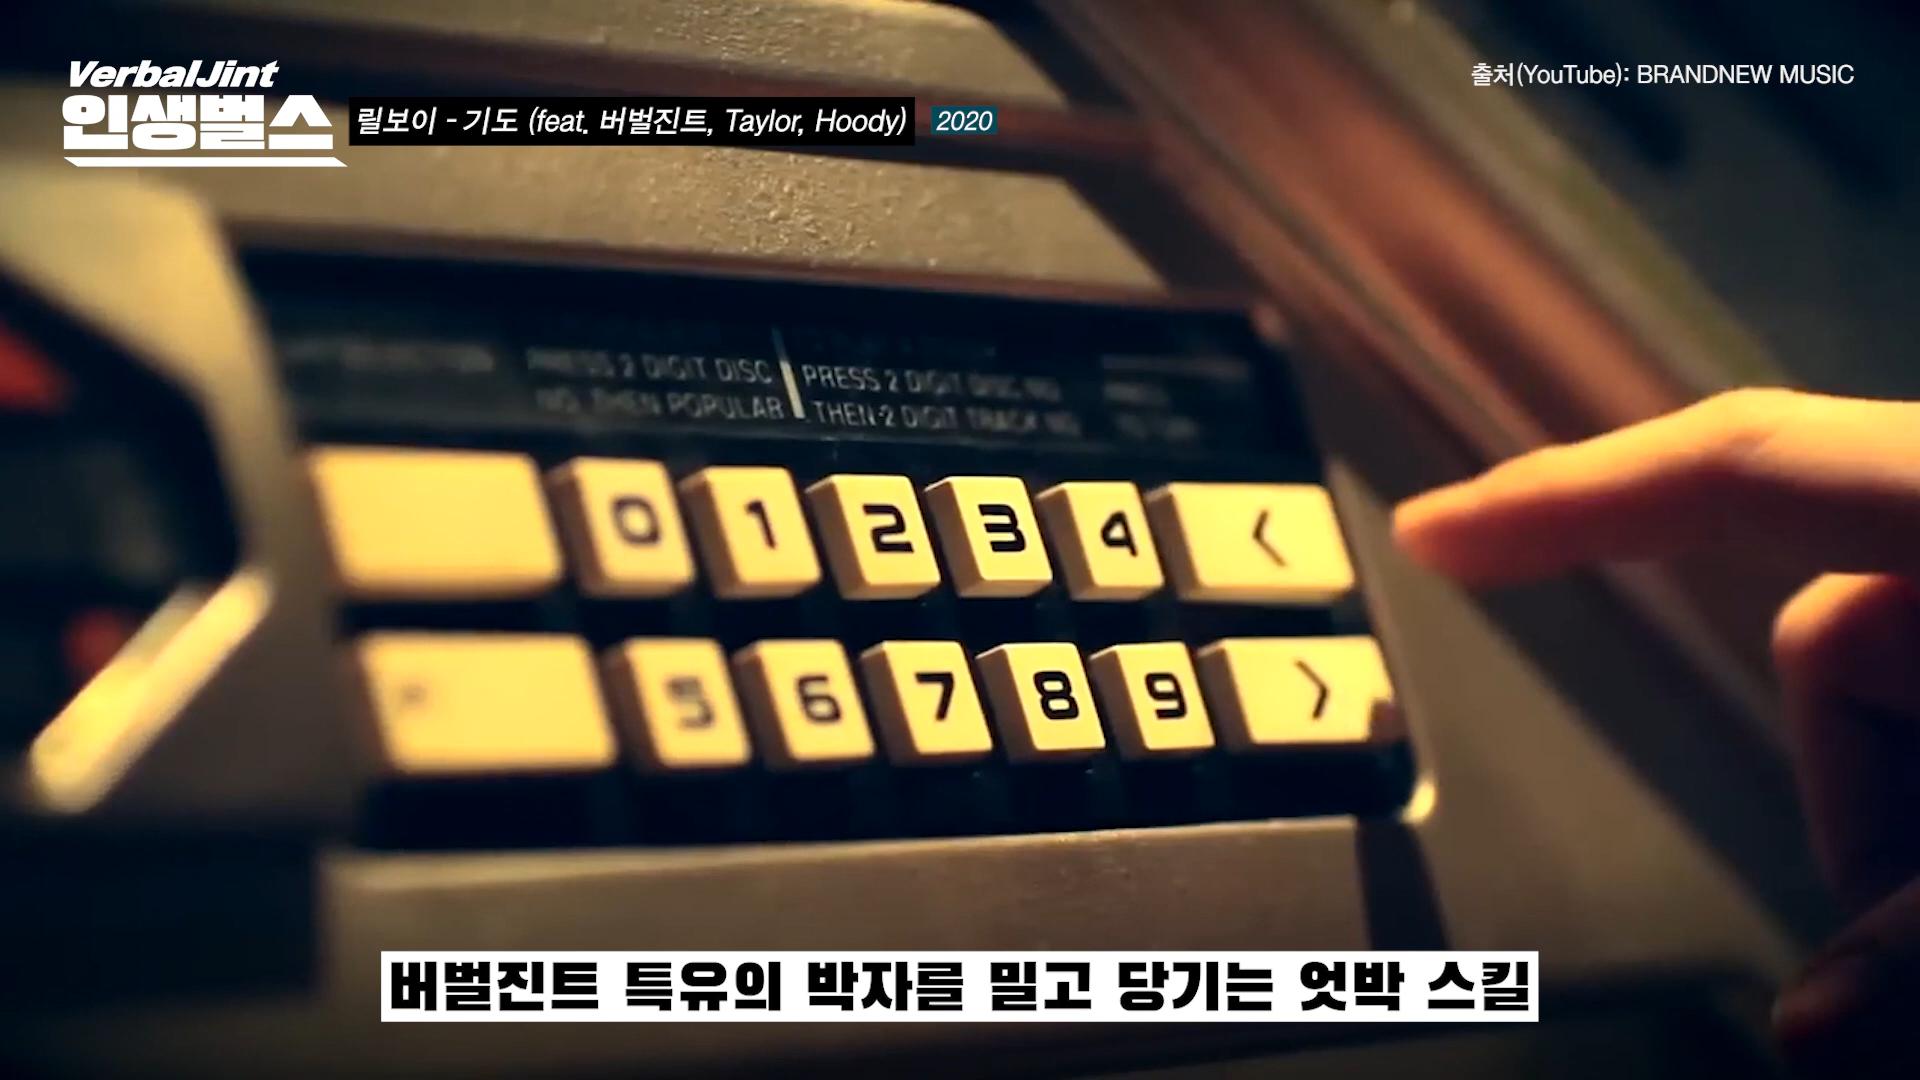 VerbalJint
인생벌스
릴보이 - 기도 (feat. 버벌진트, Taylor, Hoody)
2020
출처(YouTube): BRANDNEW MUSIC
PRESS 2 DIGIT DISC
NO. THEN POPULAR
PRESS 2 DIGIT DISC NO
THEN 2 DIGIT TRACK NO
0 1 2 3 4 <
5 6 7 8 9 >
버벌진트 특유의 박자를 밀고 당기는 엇박 스킬